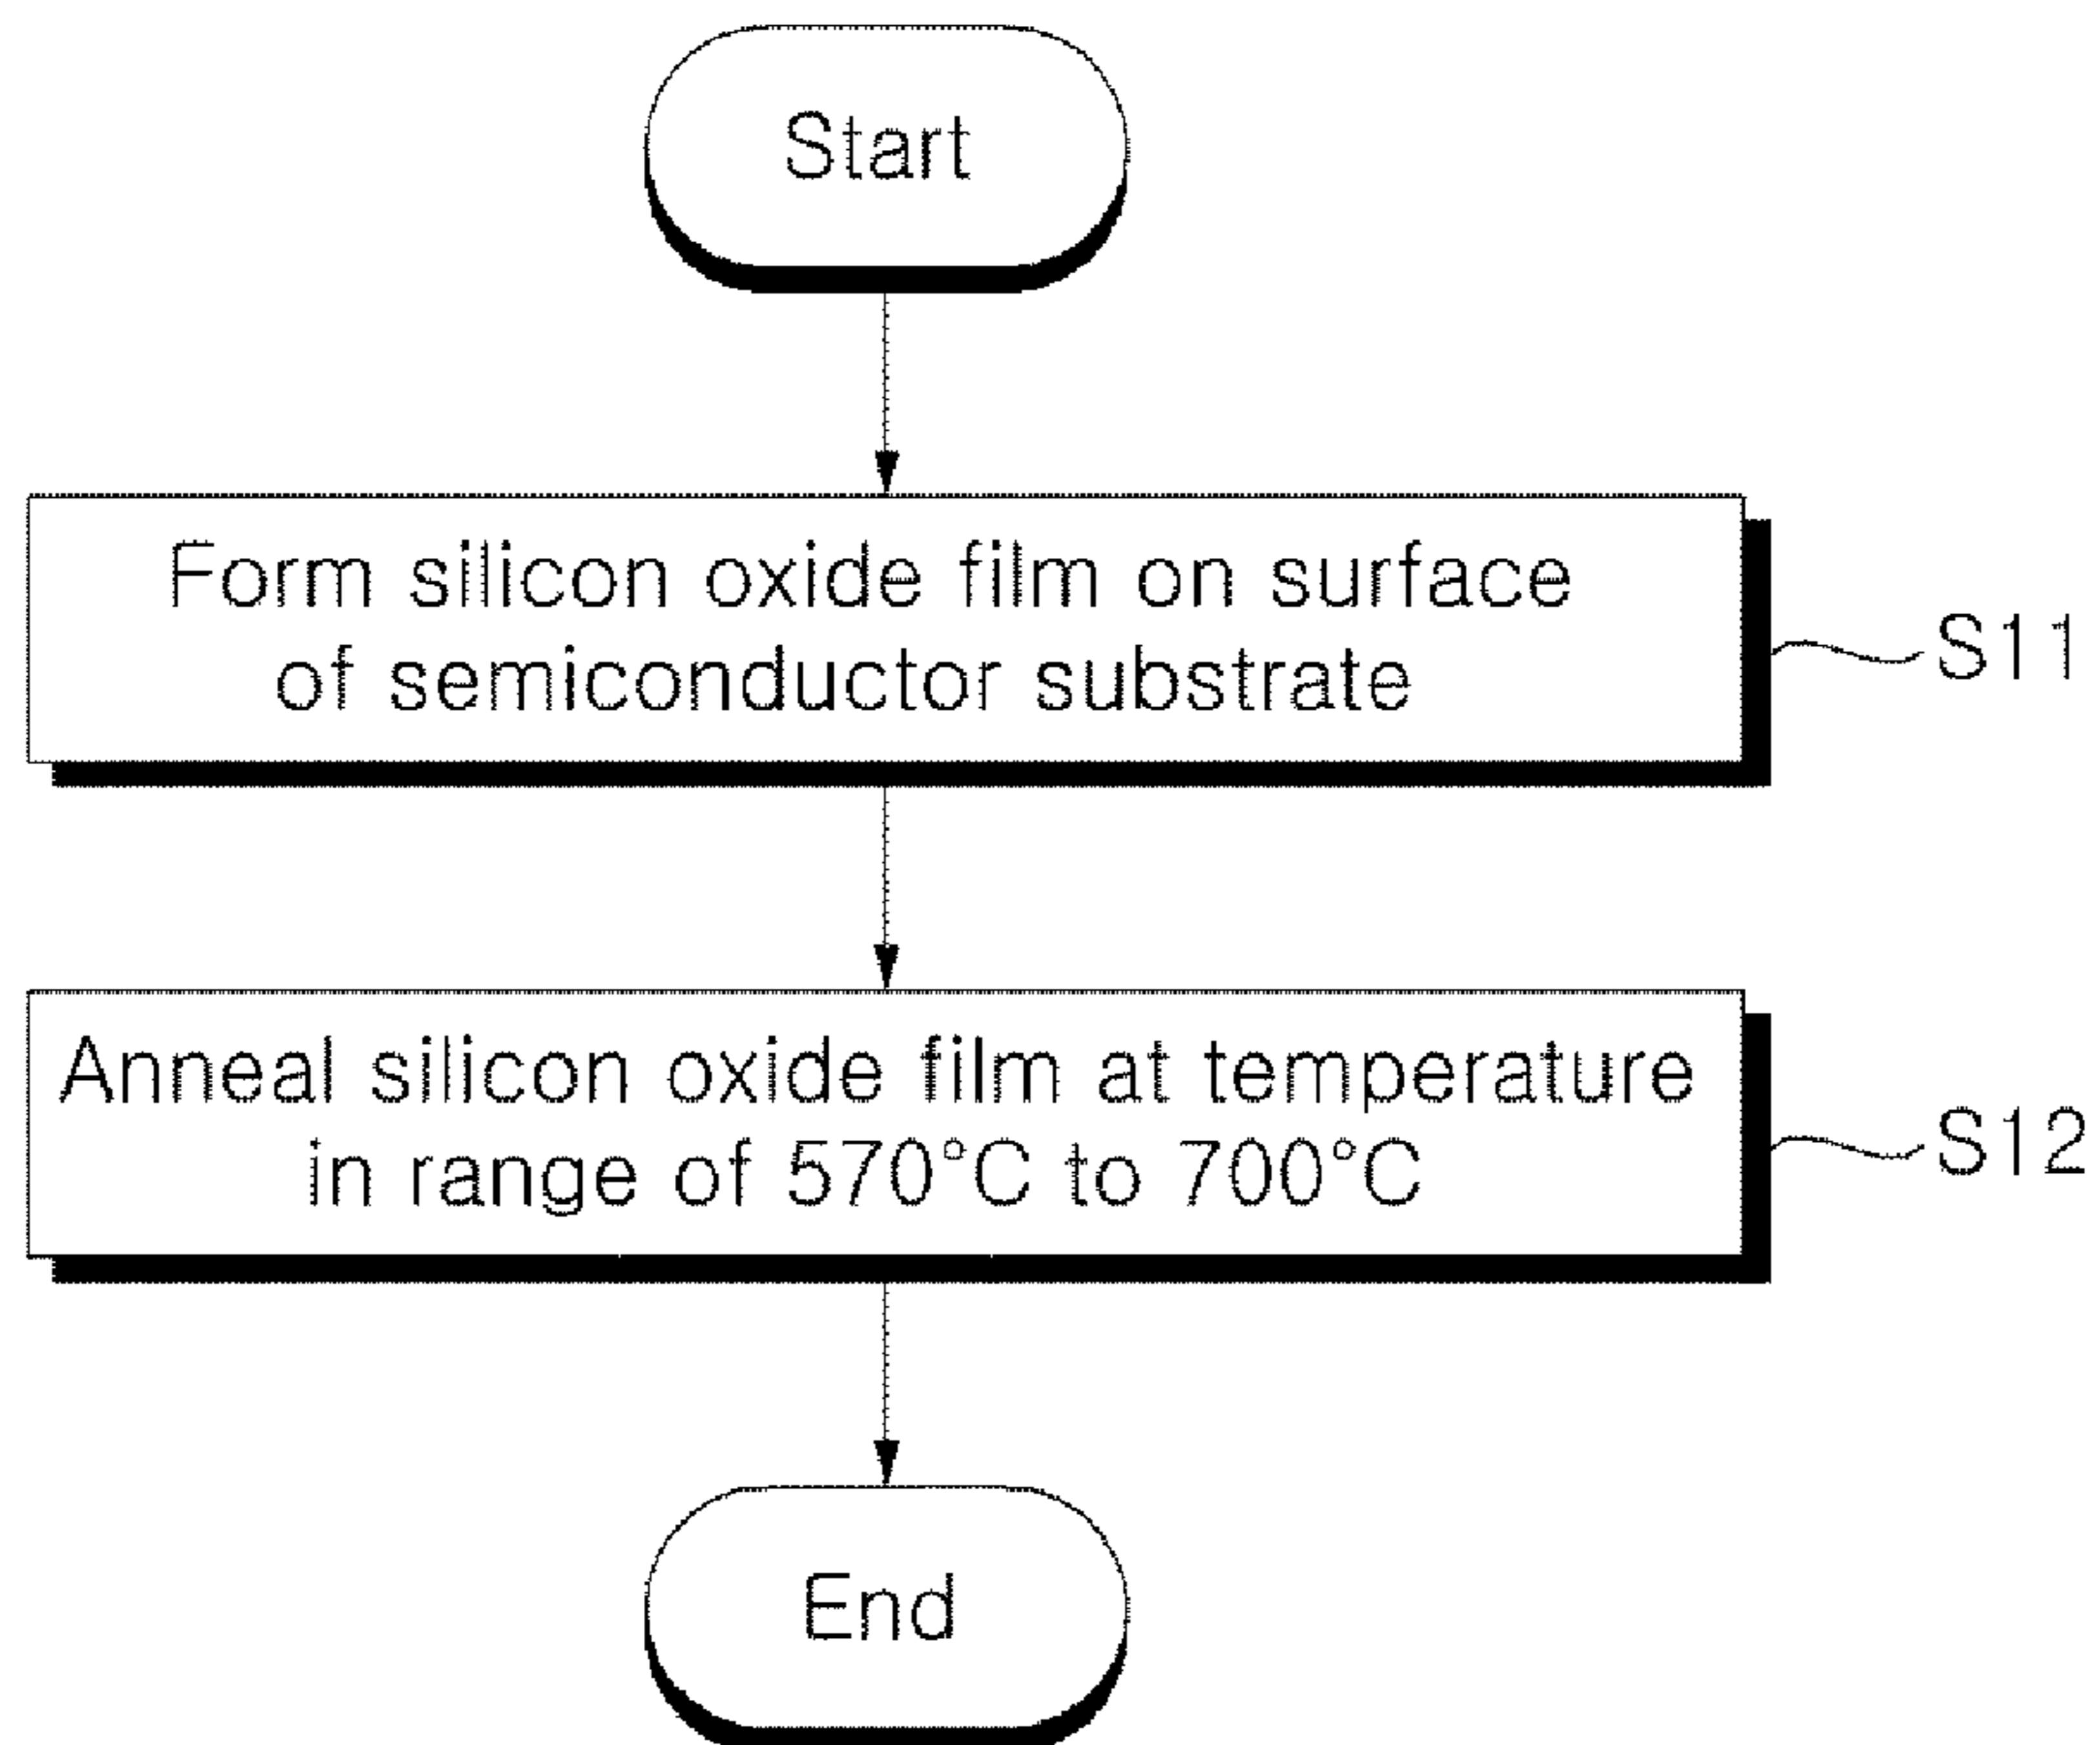 Start
Form silicon oxide film on surface
of semiconductor substrate
S11
Anneal silicon oxide film at temperature
in range of 570°C to 700°C
S12
End